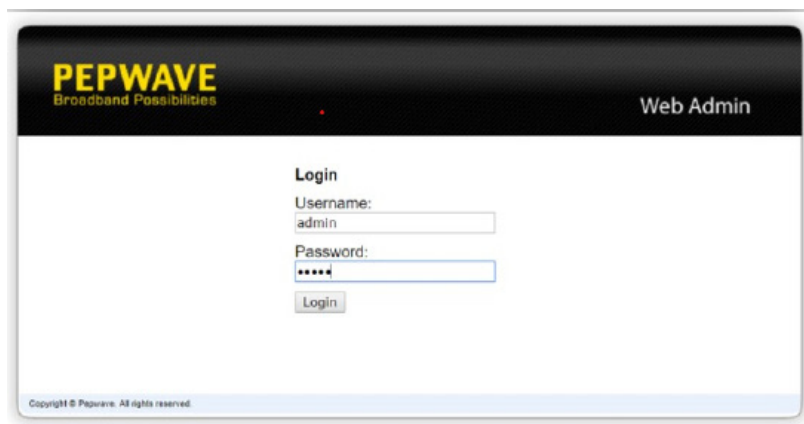 PEPWAVE
Broadband Possibilities
Web Admin
Login
Username:
admin
Password:
•••••
Login
Copyright © Pepwave. All rights reserved.